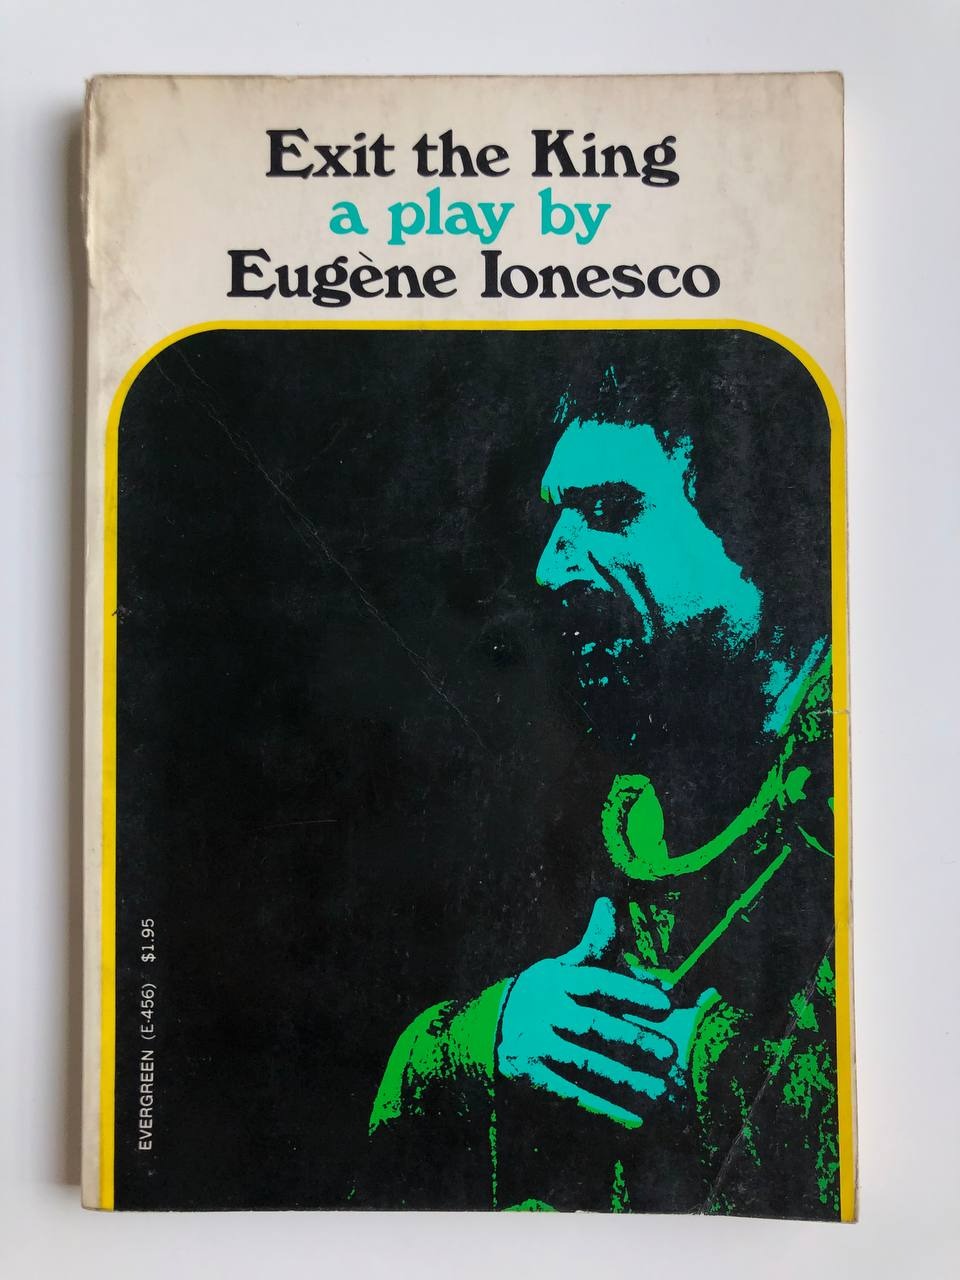 Exit the King
a play by
Eugène Ionesco
EVERGREEN (E-456) $1.95